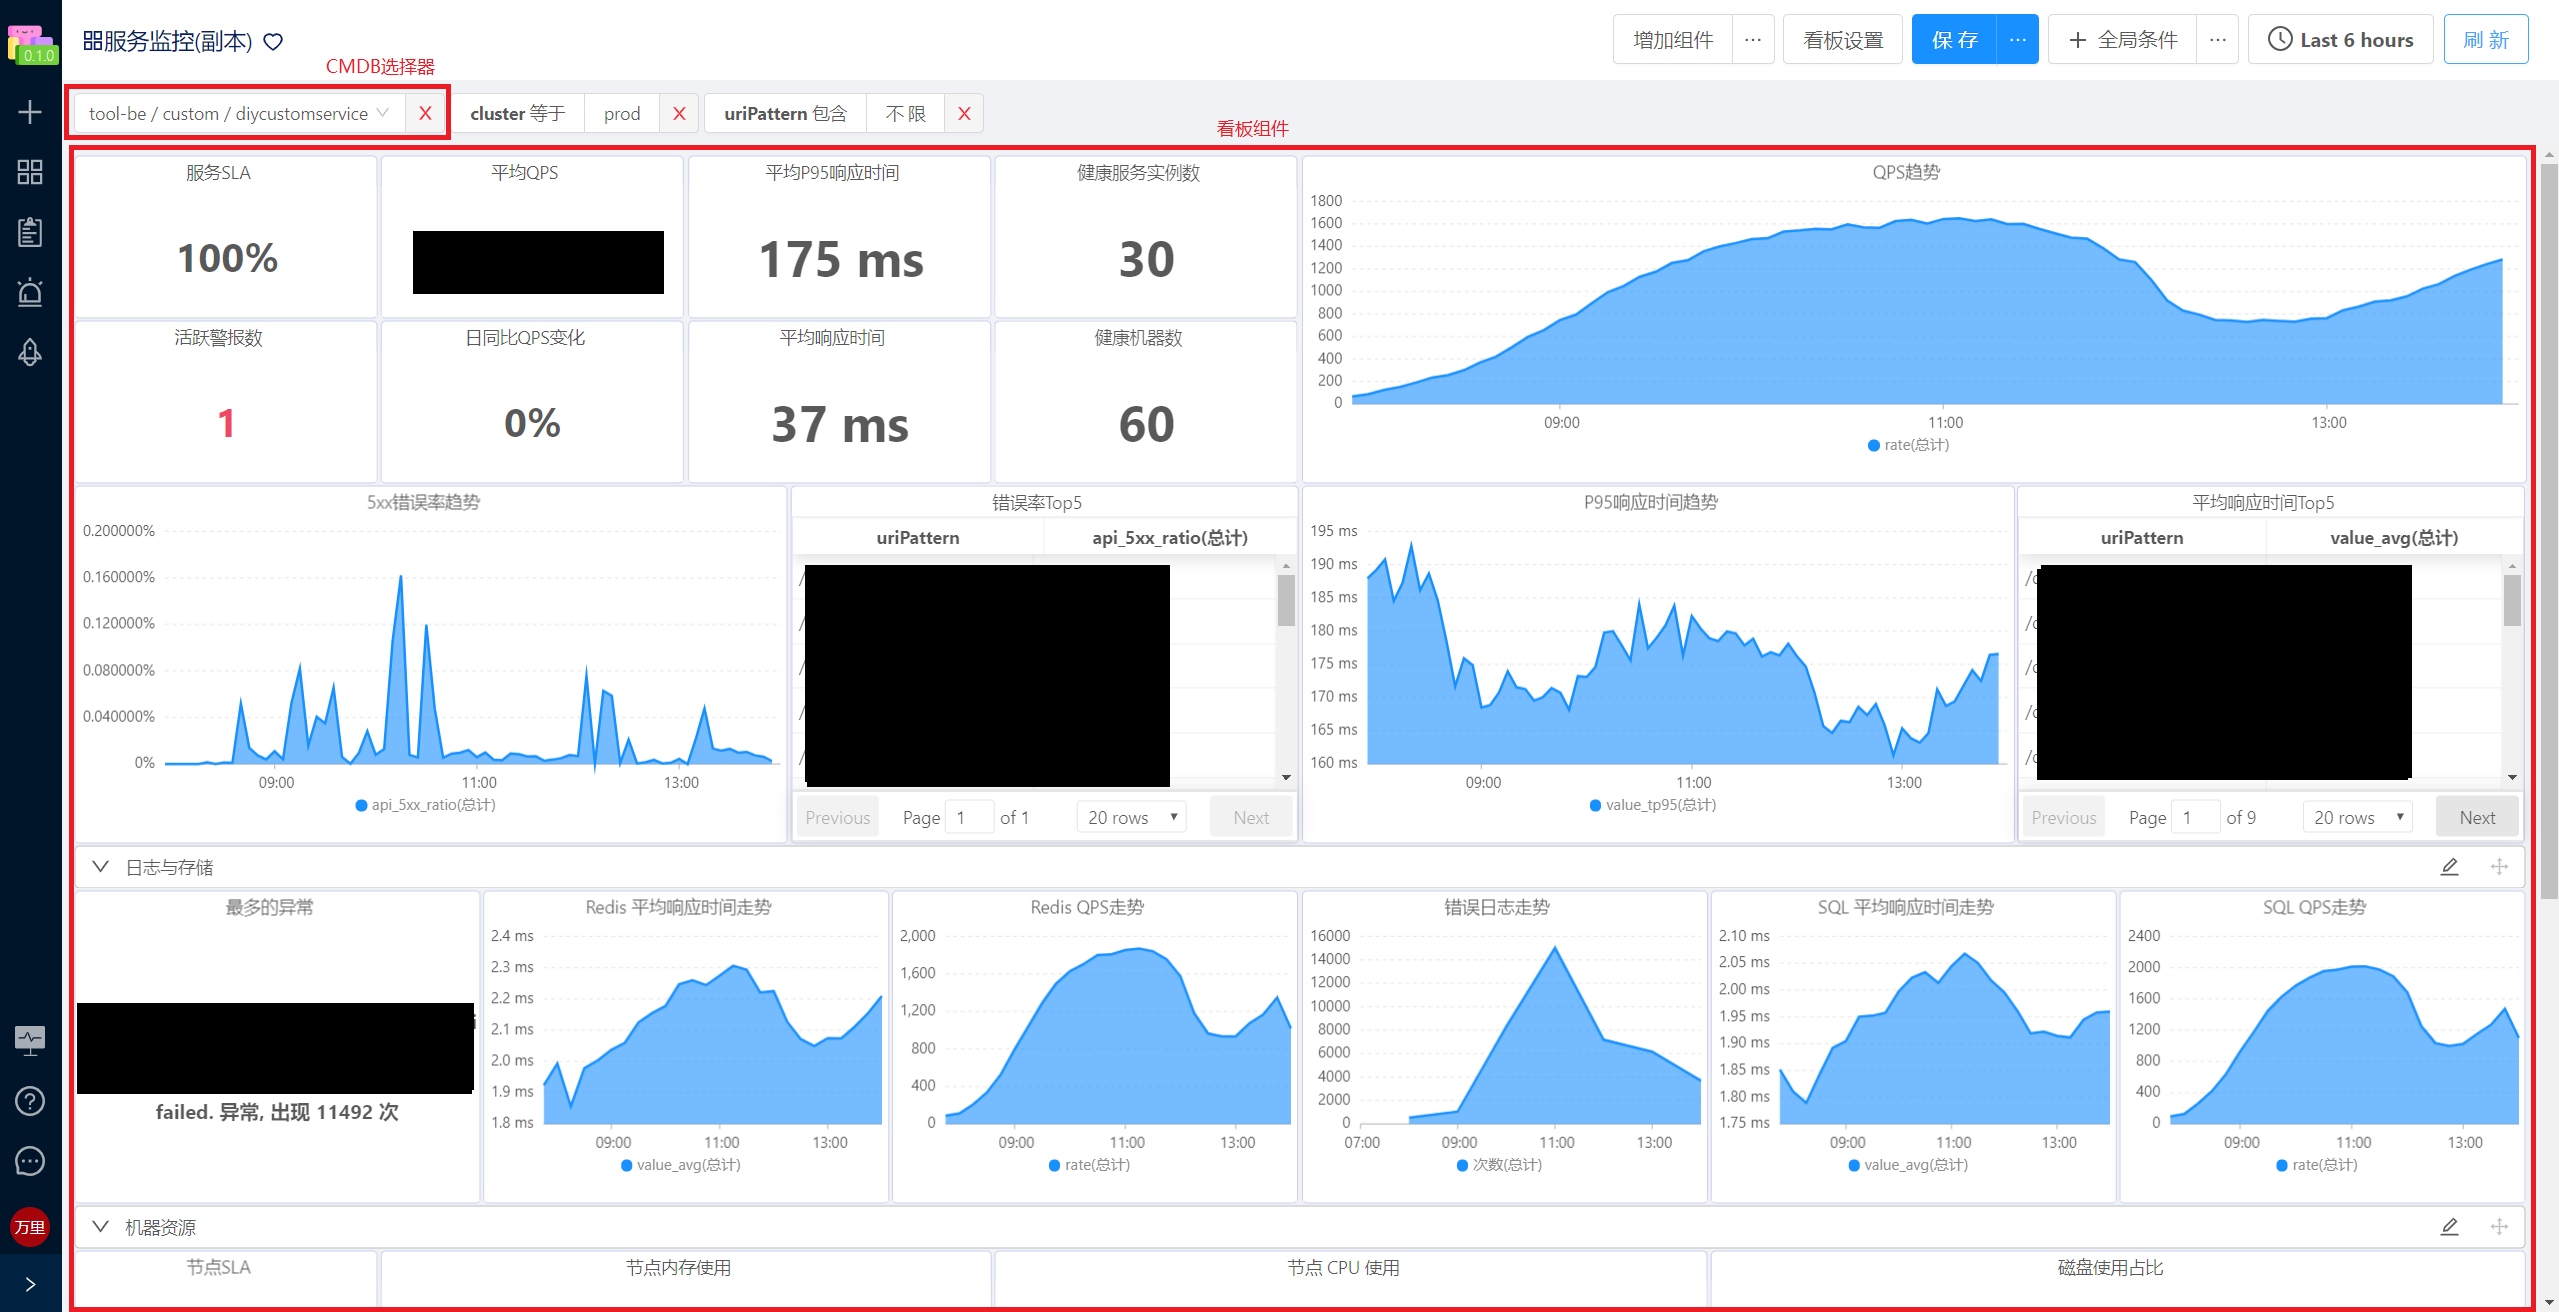 服务监控(副本)
增加组件 ··· 看板设置 保 存 ··· + 全局条件 ··· Last 6 hours 刷 新
0.1.0
CMDB选择器
tool-be / custom / diycustomservice X cluster 等于 prod X uriPattern 包含 不 限 X
看板组件
服务SLA
100%
平均QPS
平均P95响应时间
175 ms
健康服务实例数
30
QPS趋势
1800
1600
1400
1200
1000
800
600
400
200
0
09:00 11:00 13:00
rate(总计)
活跃警报数
1
日同比QPS变化
0%
平均响应时间
37 ms
健康机器数
60
5xx错误率趋势
0.200000%
0.160000%
0.120000%
0.080000%
0.040000%
0%
09:00 11:00 13:00
api_5xx_ratio(总计)
错误率Top5
uriPattern api_5xx_ratio(总计)
/
/
/
/
/
Previous Page 1 of 1 20 rows Next
P95响应时间趋势
195 ms
190 ms
185 ms
180 ms
175 ms
170 ms
165 ms
160 ms
09:00 11:00 13:00
value_tp95(总计)
平均响应时间Top5
uriPattern value_avg(总计)
Previous Page 1 of 9 20 rows Next
日志与存储
最多的异常
failed. 异常, 出现 11492 次
Redis 平均响应时间走势
2.4 ms
2.3 ms
2.2 ms
2.1 ms
2.0 ms
1.9 ms
1.8 ms
09:00 11:00 13:00
value_avg(总计)
Redis QPS走势
2,000
1,600
1,200
800
400
0
09:00 11:00 13:00
rate(总计)
错误日志走势
16000
14000
12000
10000
8000
6000
4000
2000
0
07:00 09:00 11:00 13:00
次数(总计)
SQL 平均响应时间走势
2.10 ms
2.05 ms
2.00 ms
1.95 ms
1.90 ms
1.85 ms
1.80 ms
1.75 ms
09:00 11:00 13:00
value_avg(总计)
SQL QPS走势
2400
2000
1600
1200
800
400
0
09:00 11:00 13:00
rate(总计)
万里
机器资源
节点SLA
节点内存使用
节点 CPU 使用
磁盘使用占比